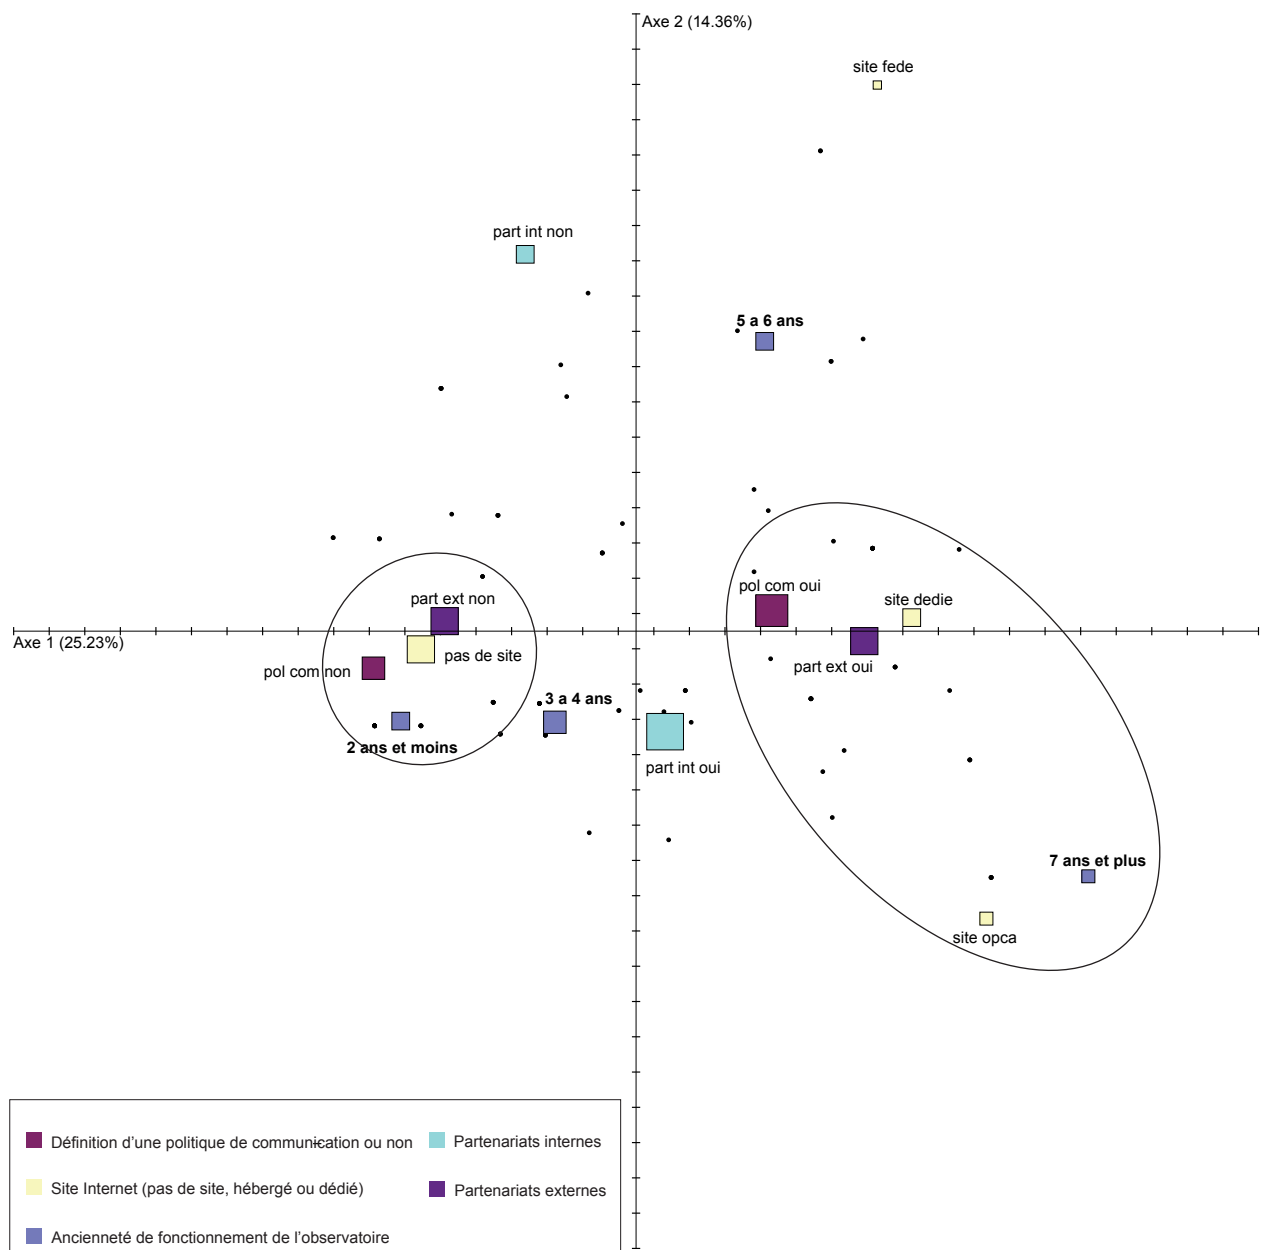 Axe 2 (14.36%)
site fede
part int non
5 a 6 ans
pol com oui
part ext non
site dedie
Axe 1 (25.23%)
pas de site
part ext oui
pol com non
3 a 4 ans
2 ans et moins
part int oui
7 ans et plus
site opca
Définition d’une politique de communication ou non
Partenariats internes
Site Internet (pas de site, hébergé ou dédié)
Partenariats externes
Ancienneté de fonctionnement de l’observatoire